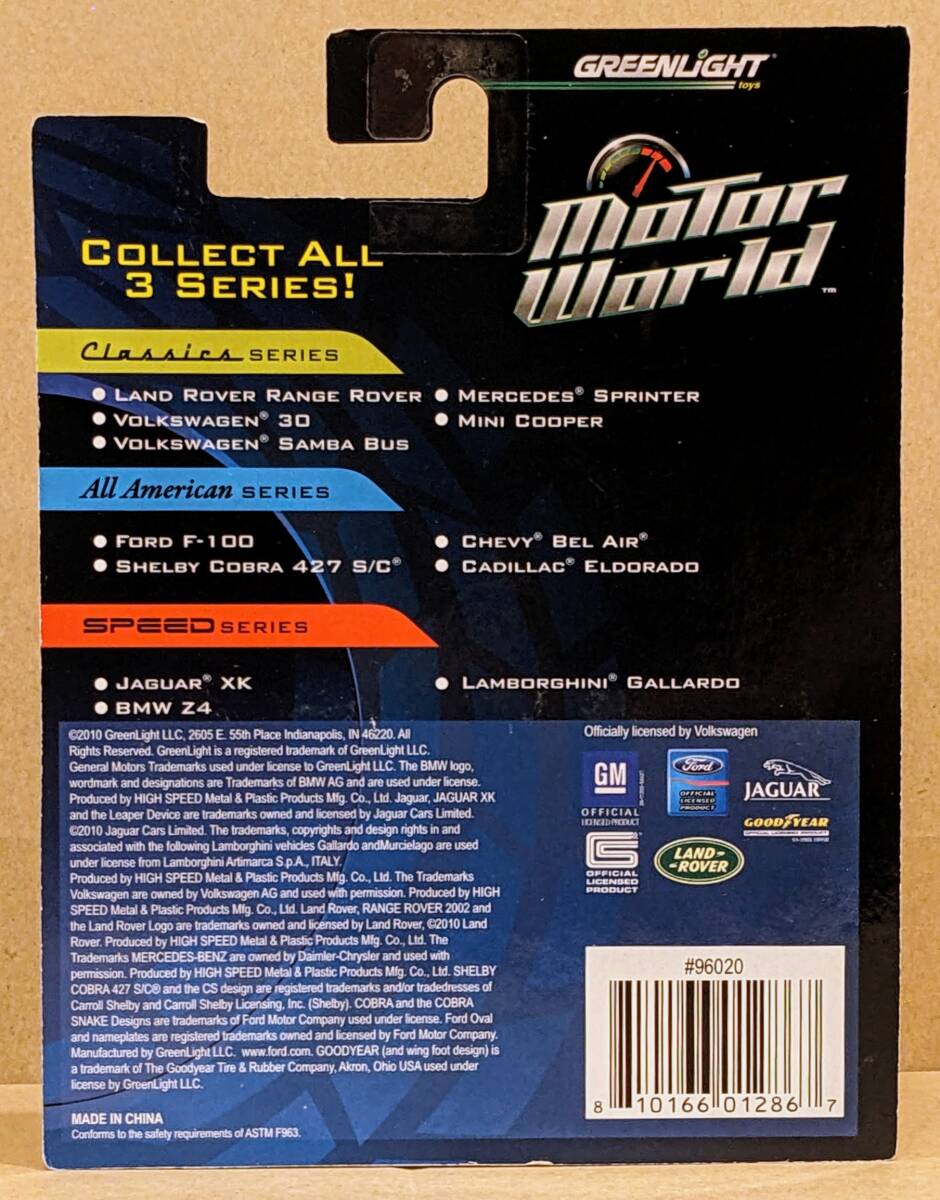 GREENLIGHT®
toys
MoTor
World™
COLLECT ALL
3 SERIES!
Classics SERIES
● LAND ROVER RANGE ROVER ● MERCEDES® SPRINTER
● VOLKSWAGEN® 30 ● MINI COOPER
● VOLKSWAGEN® SAMBA BUS
All American SERIES
● FORD F-100 ● CHEVY® BEL AIR®
● SHELBY COBRA 427 S/C® ● CADILLAC® ELDORADO
SPEED SERIES
● JAGUAR® XK ● LAMBORGHINI® GALLARDO
● BMW Z4
©2010 GreenLight LLC, 2605 E. 55th Place Indianapolis, IN 46220. All
Rights Reserved. GreenLight is a registered trademark of GreenLight LLC.
General Motors Trademarks used under license to GreenLight LLC. The BMW logo,
wordmark and designations are Trademarks of BMW AG and are used under license.
Produced by HIGH SPEED Metal & Plastic Products Mfg. Co., Ltd. Jaguar, JAGUAR XK
and the Leaper Device are trademarks owned and licensed by Jaguar Cars Limited.
©2010 Jaguar Cars Limited. The trademarks, copyrights and design rights in and
associated with the following Lamborghini vehicles Gallardo andMurcielago are used
under license from Lamborghini Artimarca S.p.A., ITALY.
Produced by HIGH SPEED Metal & Plastic Products Mfg. Co., Ltd. The Trademarks
Volkswagen are owned by Volkswagen AG and used with permission. Produced by HIGH
SPEED Metal & Plastic Products Mfg. Co., Ltd. Land Rover, RANGE ROVER 2002 and
the Land Rover Logo are trademarks owned and licensed by Land Rover, ©2010 Land
Rover. Produced by HIGH SPEED Metal & Plastic Products Mfg. Co., Ltd. The
Trademarks MERCEDES-BENZ are owned by Daimler-Chrysler and used with
permission. Produced by HIGH SPEED Metal & Plastic Products Mfg. Co., Ltd. SHELBY
COBRA 427 S/C® and the CS design are registered trademarks and/or tradedresses of
Carroll Shelby and Carroll Shelby Licensing, Inc. (Shelby). COBRA and the COBRA
SNAKE Designs are trademarks of Ford Motor Company used under license. Ford Oval
and nameplates are registered trademarks owned and licensed by Ford Motor Company.
Manufactured by GreenLight LLC. www.ford.com. GOODYEAR (and wing foot design) is
a trademark of The Goodyear Tire & Rubber Company, Akron, Ohio USA used under
license by GreenLight LLC.
MADE IN CHINA
Conforms to the safety requirements of ASTM F963.
Officially licensed by Volkswagen
GM
OFFICIAL
LICENSED PRODUCT
Ford
OFFICIAL
LICENSED
PRODUCT
JAGUAR
GOODYEAR
OFFICIAL LICENSED PRODUCT
CS
OFFICIAL
LICENSED
PRODUCT
LAND-
-ROVER
#96020
8 10166 01286 7